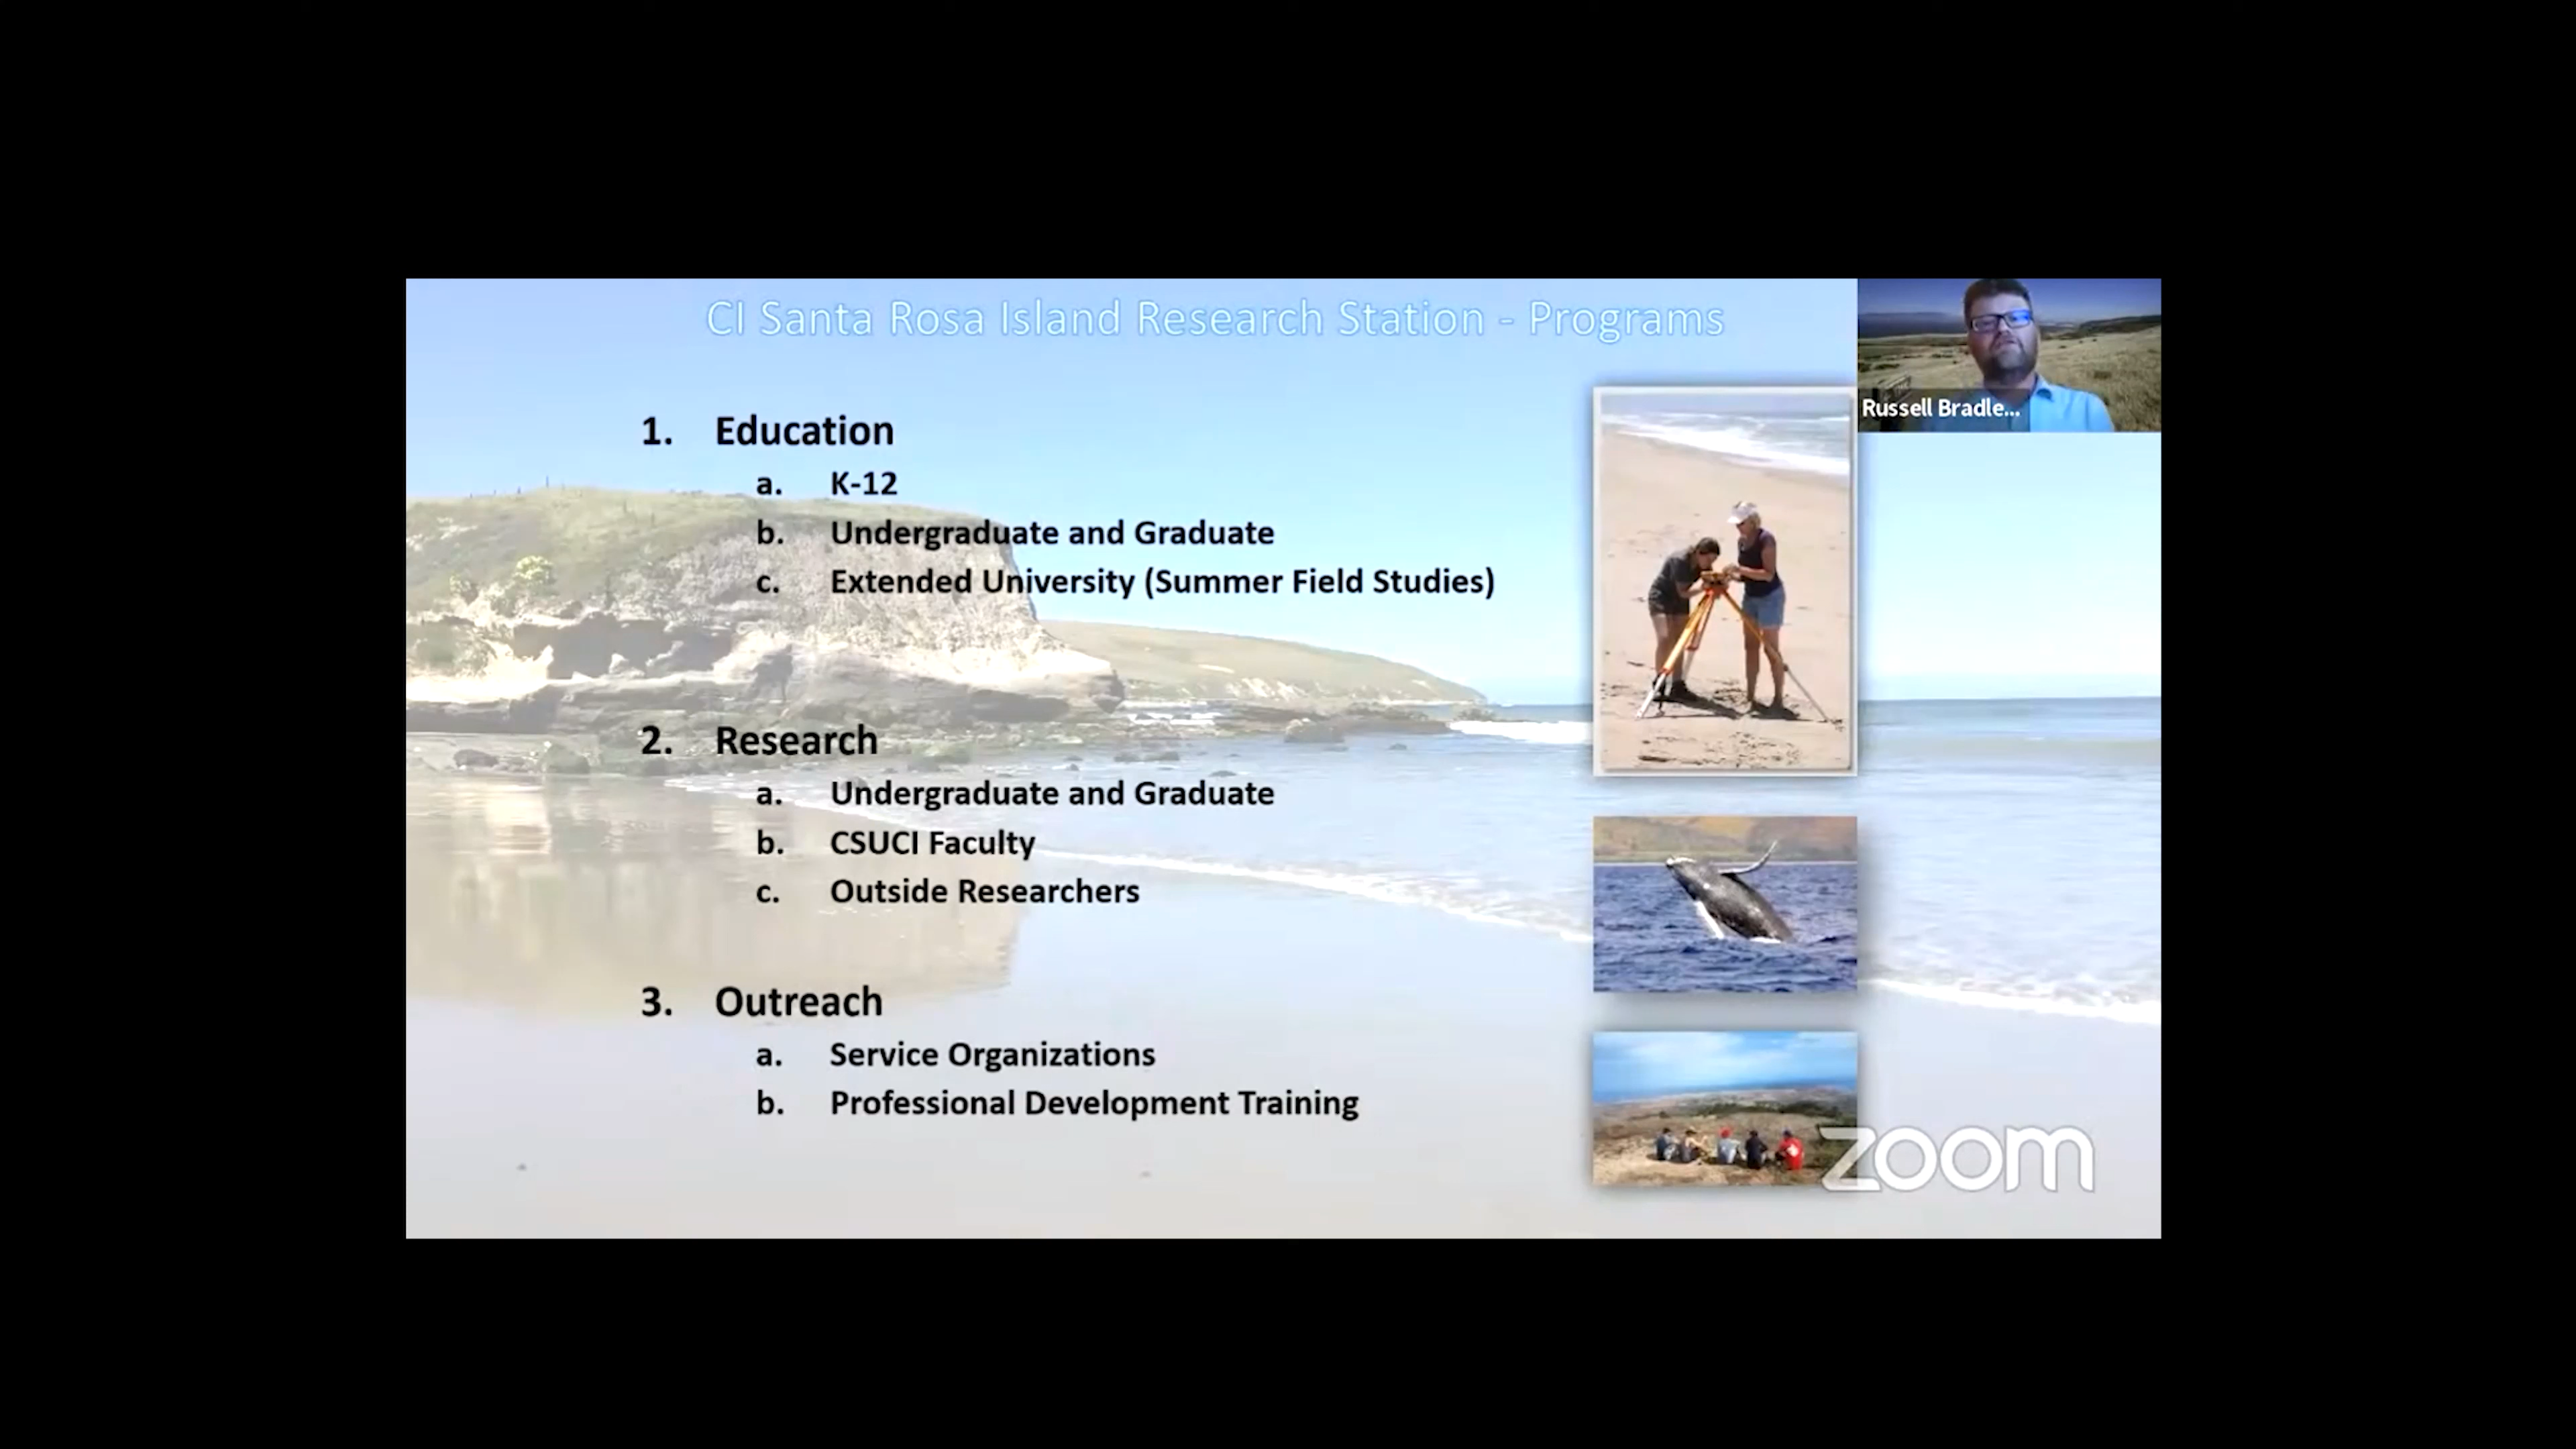 CI Santa Rosa Island Research Station - Programs
Russell Bradle...
1. Education
a. K-12
b. Undergraduate and Graduate
c. Extended University (Summer Field Studies)
2. Research
a. Undergraduate and Graduate
b. CSUCI Faculty
c. Outside Researchers
3. Outreach
a. Service Organizations
b. Professional Development Training
zoom